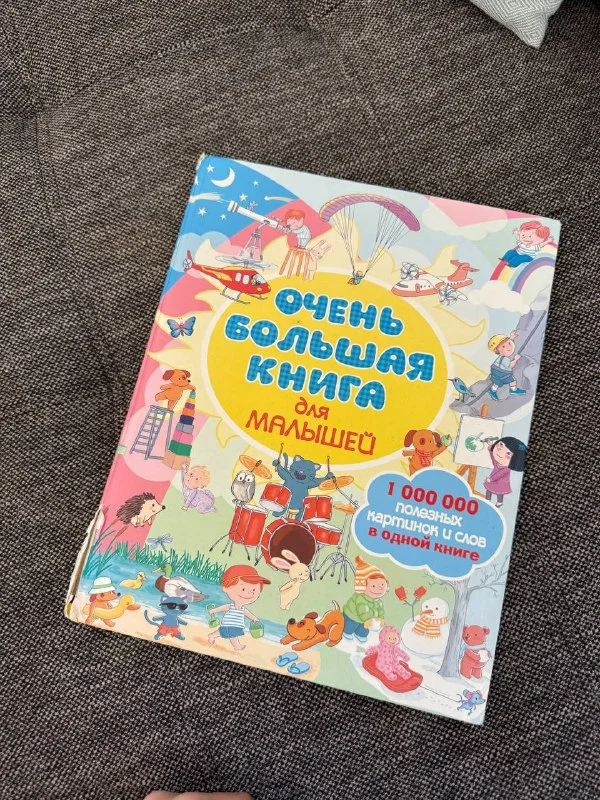 ОЧЕНЬ
БОЛЬШАЯ
КНИГА
для
МАЛЫШЕЙ
1 000 000
полезных
картинок и слов
в одной книге